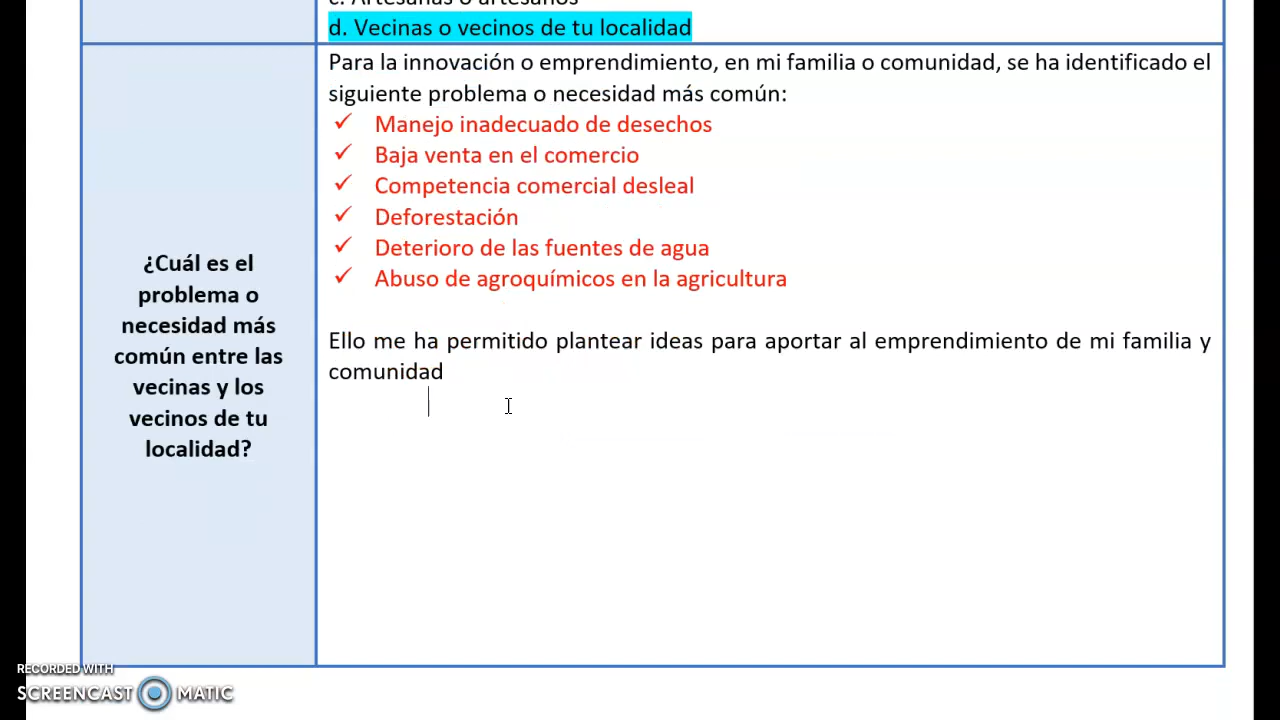 d. Vecinas o vecinos de tu localidad
¿Cuál es el
problema o
necesidad más
común entre las
vecinas y los
vecinos de tu
localidad?
Para la innovación o emprendimiento, en mi familia o comunidad, se ha identificado el
siguiente problema o necesidad más común:
✓ Manejo inadecuado de desechos
✓ Baja venta en el comercio
✓ Competencia comercial desleal
✓ Deforestación
✓ Deterioro de las fuentes de agua
✓ Abuso de agroquímicos en la agricultura
Ello me ha permitido plantear ideas para aportar al emprendimiento de mi familia y
comunidad
RECORDED WITH
SCREENCAST MATIC